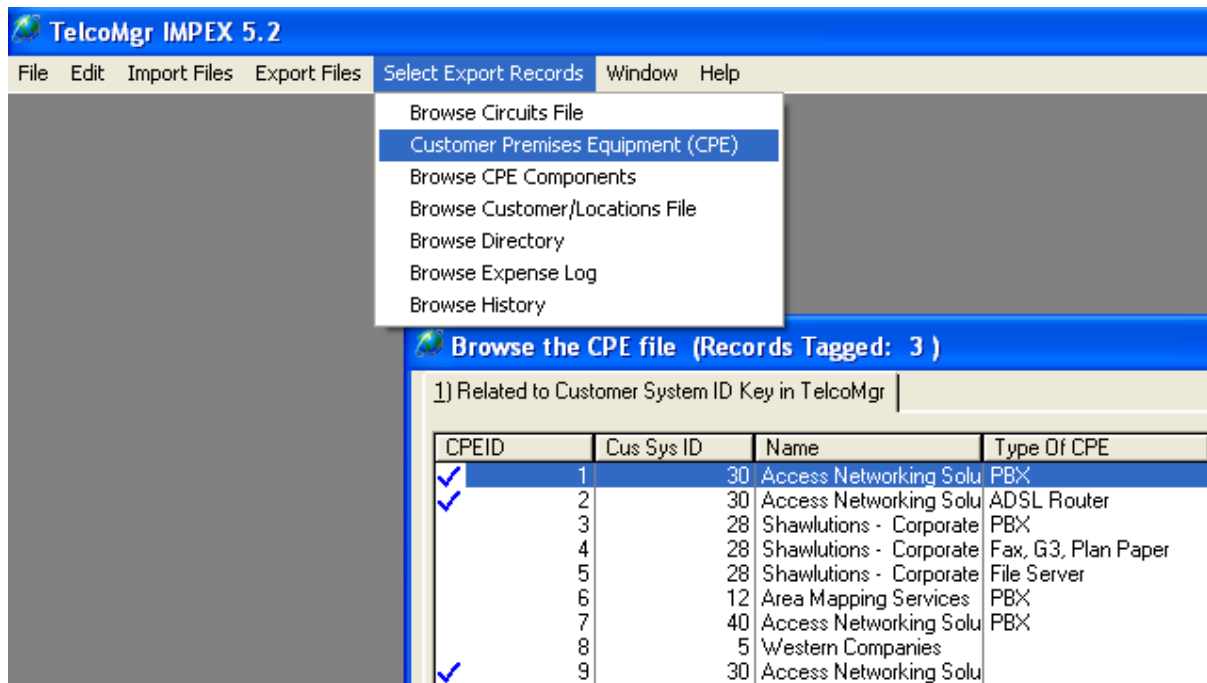 TelcoMgr IMPEX 5.2
File Edit Import Files Export Files Select Export Records Window Help
Browse Circuits File
Customer Premises Equipment (CPE)
Browse CPE Components
Browse Customer/Locations File
Browse Directory
Browse Expense Log
Browse History
Browse the CPE file (Records Tagged: 3 )
1) Related to Customer System ID Key in TelcoMgr
CPEID Cus Sys ID Name Type Of CPE
1 30 Access Networking Solu PBX
2 30 Access Networking Solu ADSL Router
3 28 Shawlutions - Corporate PBX
4 28 Shawlutions - Corporate Fax, G3, Plan Paper
5 28 Shawlutions - Corporate File Server
6 12 Area Mapping Services PBX
7 40 Access Networking Solu PBX
8 5 Western Companies
9 30 Access Networking Solu